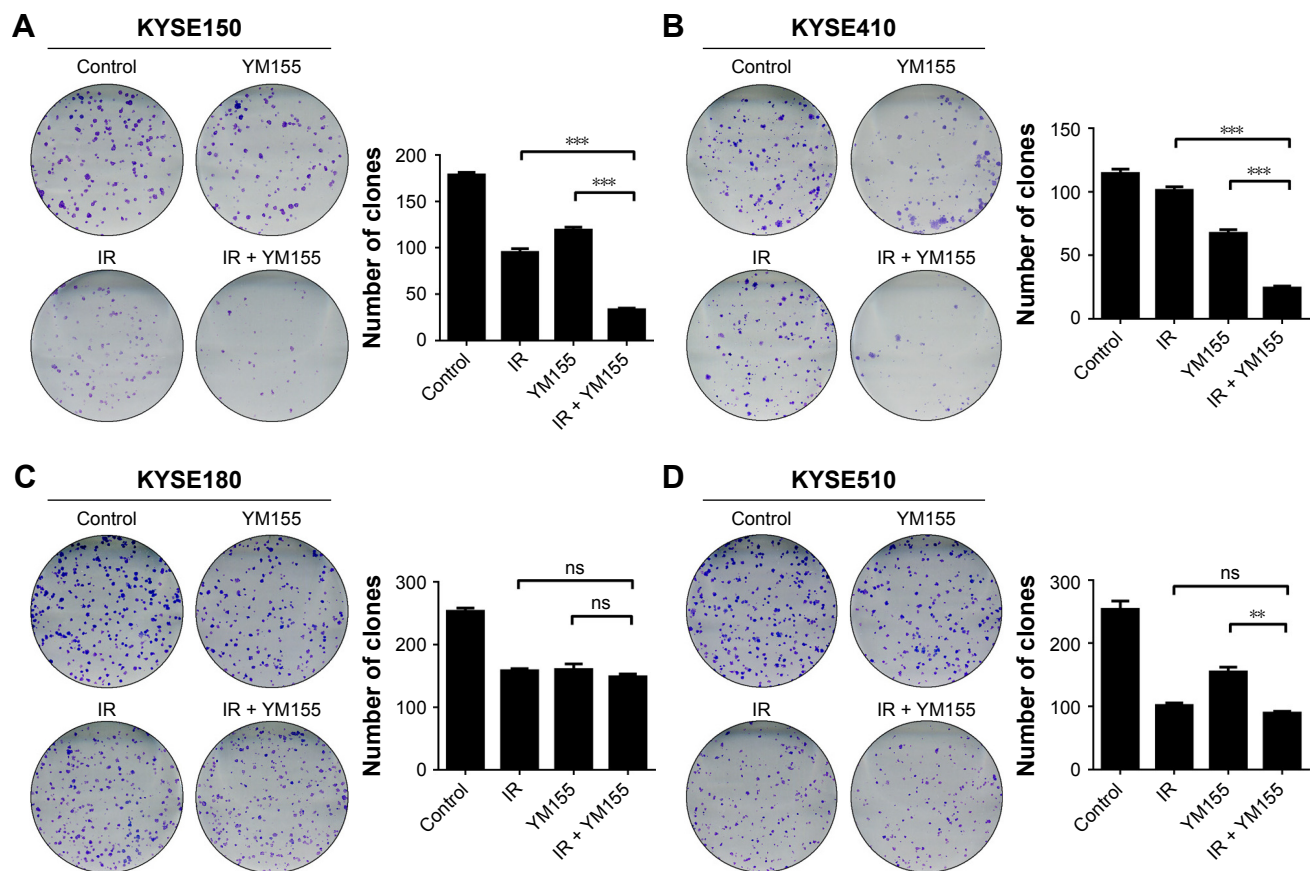 A
KYSE150
Control
YM155
IR
IR + YM155
Number of clones
200
150
100
50
0
***
***
Control
IR
YM155
IR + YM155
B
KYSE410
Control
YM155
IR
IR + YM155
Number of clones
150
100
50
0
***
***
Control
IR
YM155
IR + YM155
C
KYSE180
Control
YM155
IR
IR + YM155
Number of clones
300
200
100
0
ns
ns
Control
IR
YM155
IR + YM155
D
KYSE510
Control
YM155
IR
IR + YM155
Number of clones
300
200
100
0
ns
**
Control
IR
YM155
IR + YM155